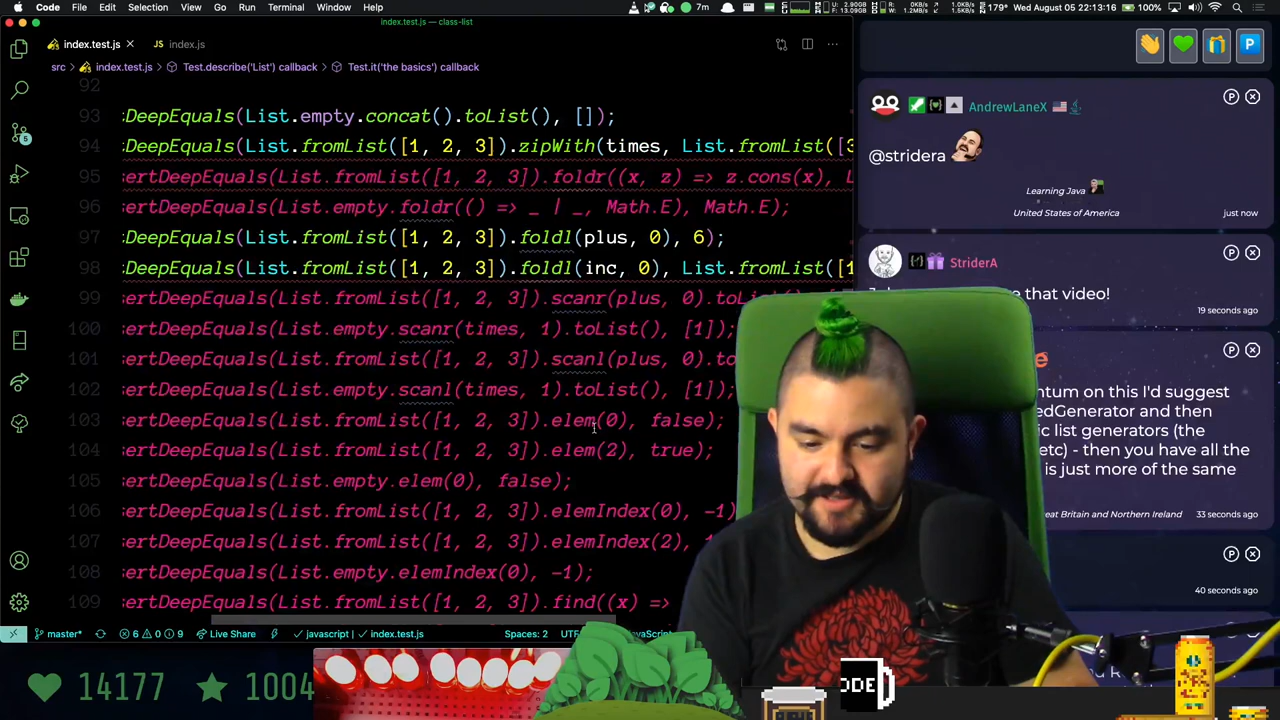 Code File Edit Selection View Go Run Terminal Window Help
7m
179° Wed August 05 22:13:16 100%
index.test.js — class-list
index.test.js
JS index.js
src > index.test.js > Test.describe('List') callback > Test.it('the basics') callback
92
93 :DeepEquals(List.empty.concat().toList(), []);
94 :DeepEquals(List.fromList([1, 2, 3]).zipWith(times, List.fromList([3
95 ertDeepEquals(List.fromList([1, 2, 3]).foldr((x, z) => z.cons(x), L
96 ertDeepEquals(List.empty.foldr(() => _ | _, Math.E), Math.E);
97 :DeepEquals(List.fromList([1, 2, 3]).foldl(plus, 0), 6);
98 :DeepEquals(List.fromList([1, 2, 3]).foldl(inc, 0), List.fromList([1
99 ertDeepEquals(List.fromList([1, 2, 3]).scanr(plus, 0).toList(),
100 ertDeepEquals(List.empty.scanr(times, 1).toList(), [1]);
101 ertDeepEquals(List.fromList([1, 2, 3]).scanl(plus, 0).to
102 ertDeepEquals(List.empty.scanl(times, 1).toList(), [1]);
103 ertDeepEquals(List.fromList([1, 2, 3]).elem(0), false);
104 ertDeepEquals(List.fromList([1, 2, 3]).elem(2), true);
105 ertDeepEquals(List.empty.elem(0), false);
106 ertDeepEquals(List.fromList([1, 2, 3]).elemIndex(0), -1)
107 ertDeepEquals(List.fromList([1, 2, 3]).elemIndex(2),
108 ertDeepEquals(List.empty.elemIndex(0), -1);
109 ertDeepEquals(List.fromList([1, 2, 3]).find((x) =>
master* 6 0 9 Live Share javascript | index.test.js Spaces: 2
14177 1004
ODE
P
AndrewLaneX
@stridera
Learning Java
United States of America
just now
StriderA
e that video!
19 seconds ago
ntum on this I'd suggest
edGenerator and then
ic list generators (the
etc) - then you have all the
is just more of the same
eat Britain and Northern Ireland 33 seconds ago
40 seconds ago